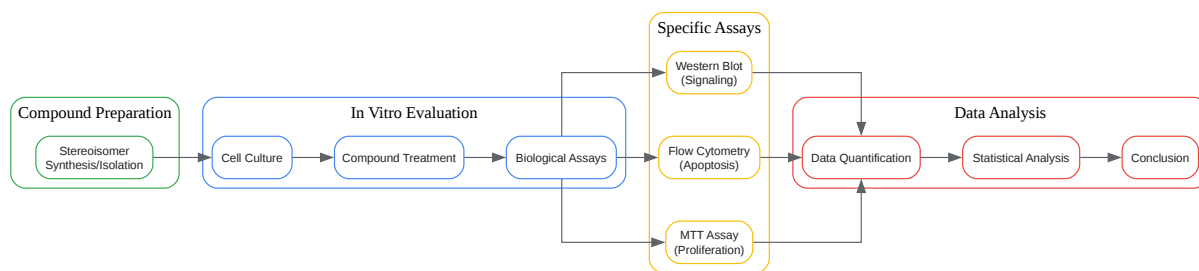 Compound Preparation
Stereoisomer
Synthesis/Isolation
In Vitro Evaluation
Cell Culture
Compound Treatment
Biological Assays
Specific Assays
Western Blot
(Signaling)
Flow Cytometry
(Apoptosis)
MTT Assay
(Proliferation)
Data Analysis
Data Quantification
Statistical Analysis
Conclusion